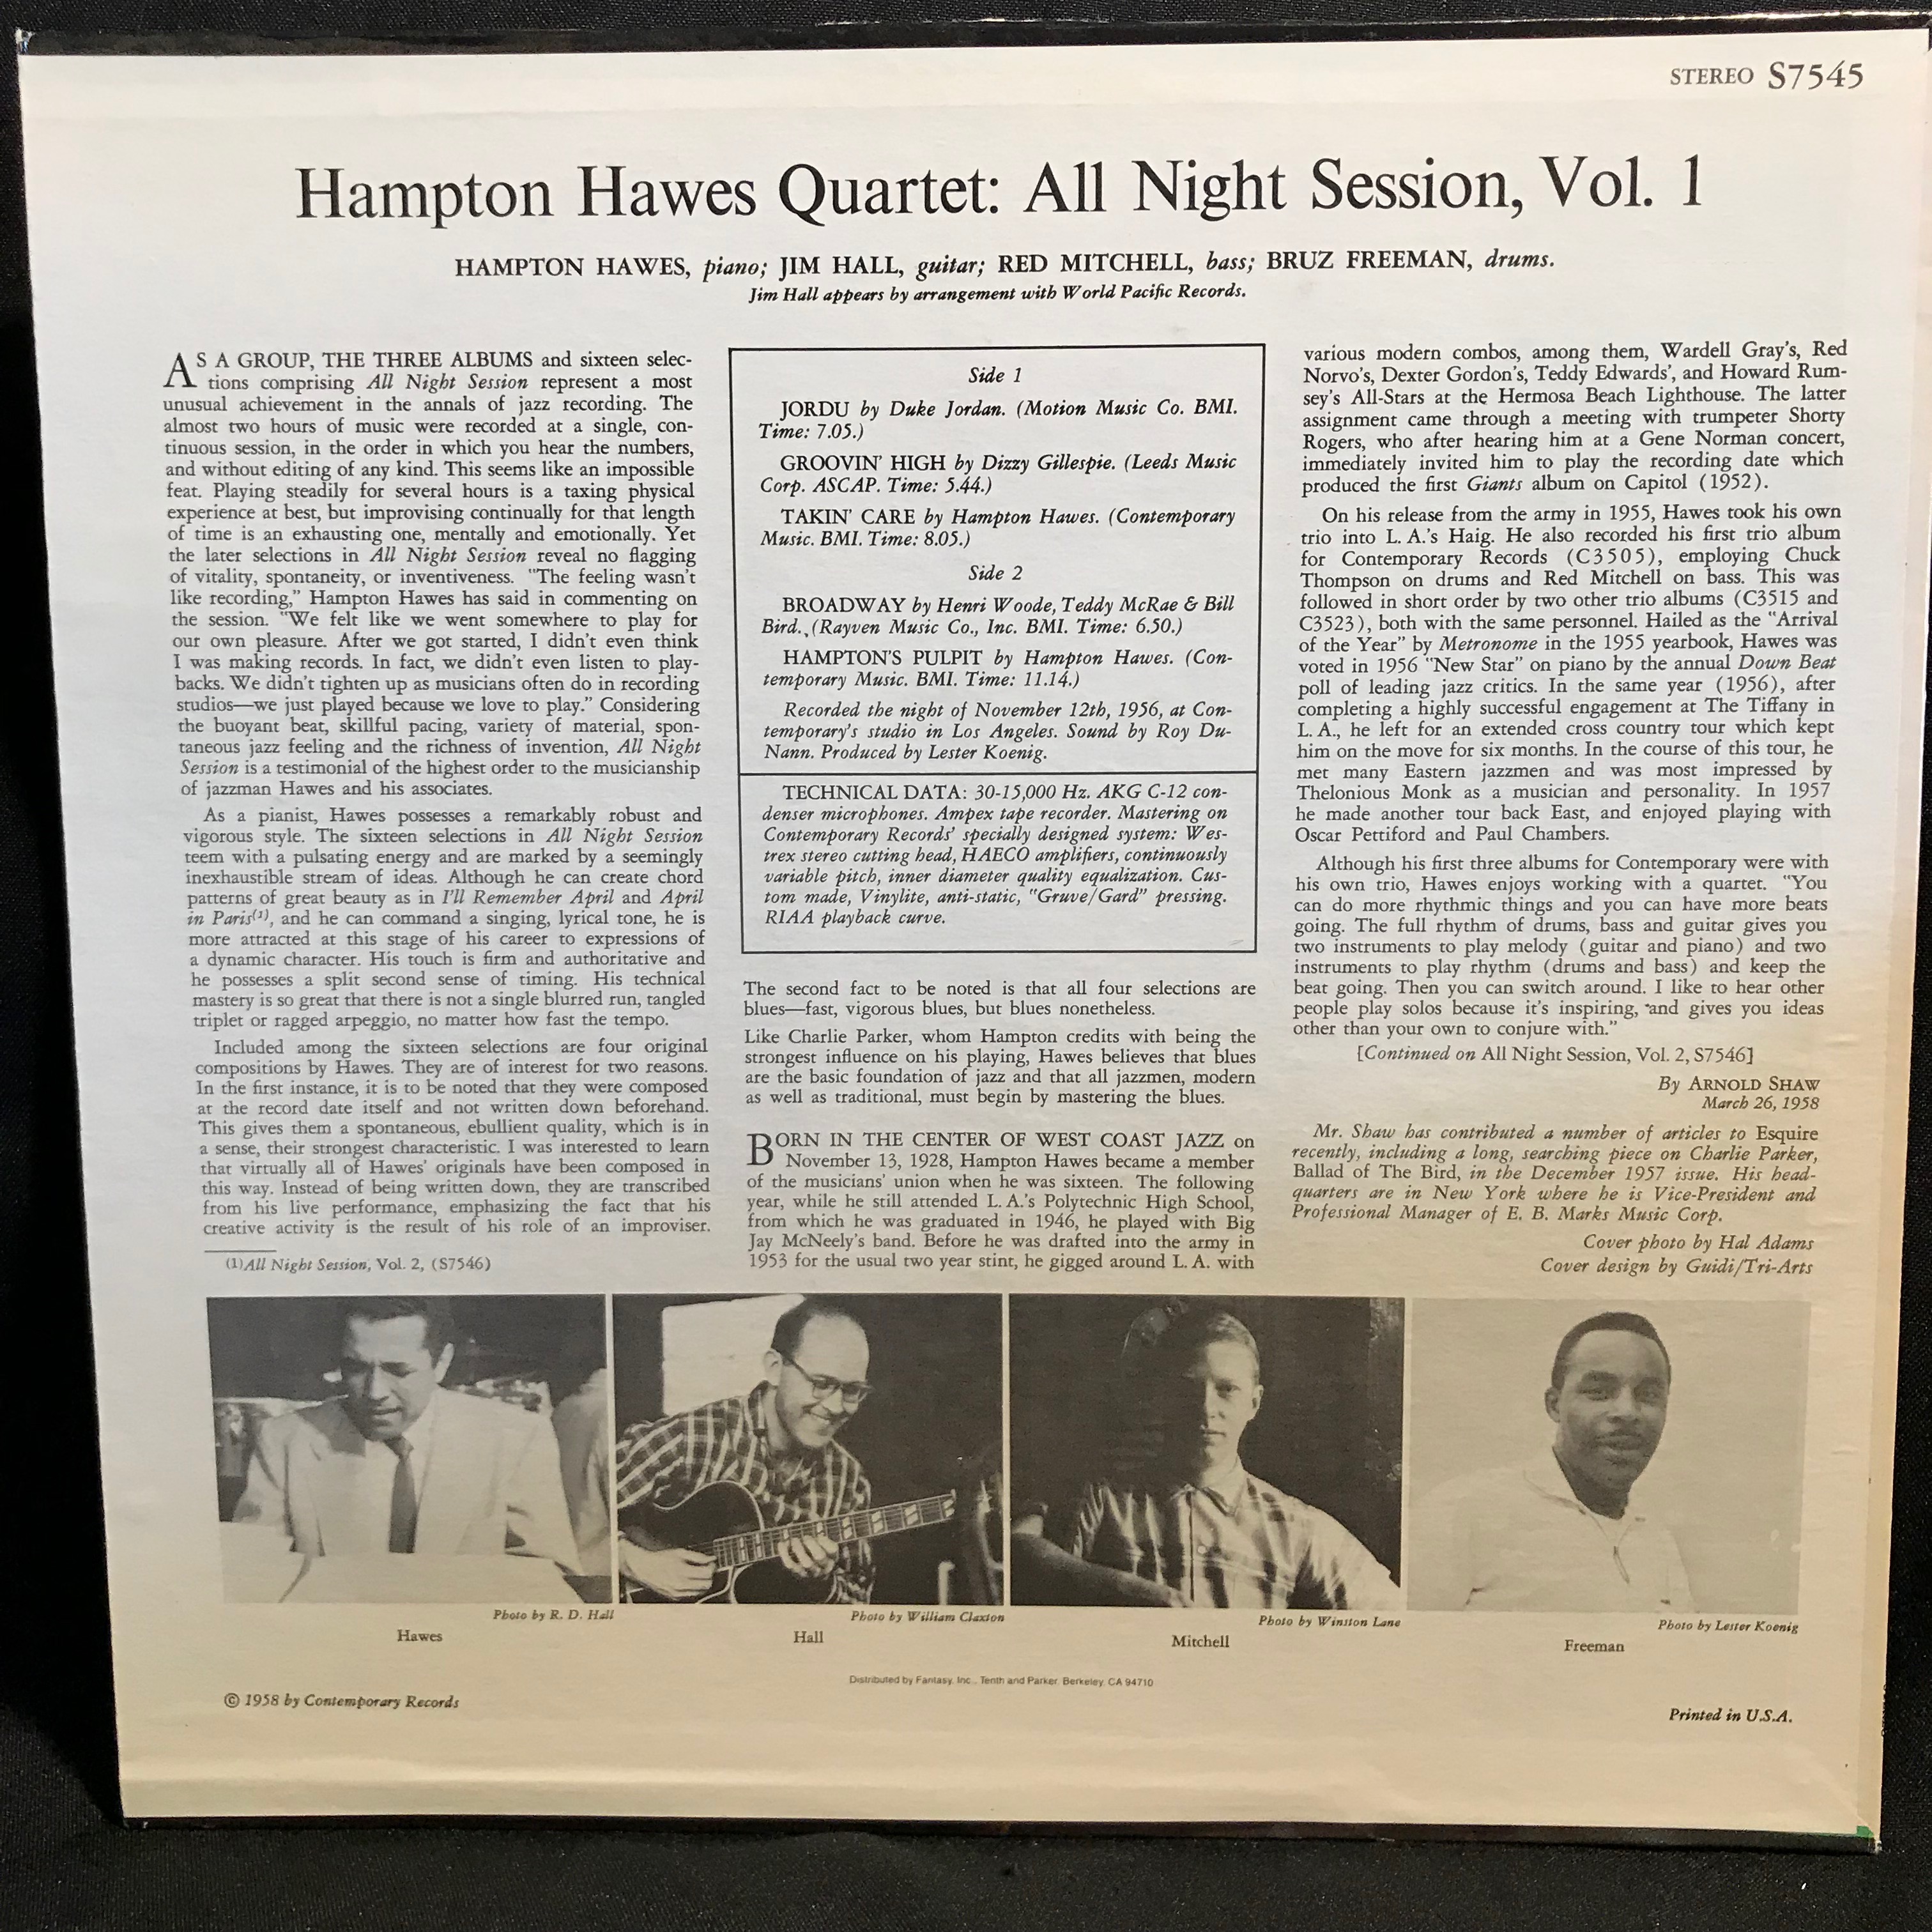 STEREO S7545
Hampton Hawes Quartet: All Night Session, Vol. 1
HAMPTON HAWES, piano; JIM HALL, guitar; RED MITCHELL, bass; BRUZ FREEMAN, drums.
Jim Hall appears by arrangement with World Pacific Records.
AS A GROUP, THE THREE ALBUMS and sixteen selec-
tions comprising All Night Session represent a most
unusual achievement in the annals of jazz recording. The
almost two hours of music were recorded at a single, con-
tinuous session, in the order in which you hear the numbers,
and without editing of any kind. This seems like an impossible
feat. Playing steadily for several hours is a taxing physical
experience at best, but improvising continually for that length
of time is an exhausting one, mentally and emotionally. Yet
the later selections in All Night Session reveal no flagging
of vitality, spontaneity, or inventiveness. "The feeling wasn't
like recording," Hampton Hawes has said in commenting on
the session. "We felt like we went somewhere to play for
our own pleasure. After we got started, I didn't even think
I was making records. In fact, we didn't even listen to play-
backs. We didn't tighten up as musicians often do in recording
studios—we just played because we love to play." Considering
the buoyant beat, skillful pacing, variety of material, spon-
taneous jazz feeling and the richness of invention, All Night
Session is a testimonial of the highest order to the musicianship
of jazzman Hawes and his associates.
As a pianist, Hawes possesses a remarkably robust and
vigorous style. The sixteen selections in All Night Session
teem with a pulsating energy and are marked by a seemingly
inexhaustible stream of ideas. Although he can create chord
patterns of great beauty as in I'll Remember April and April
in Paris(1), and he can command a singing, lyrical tone, he is
more attracted at this stage of his career to expressions of
a dynamic character. His touch is firm and authoritative and
he possesses a split second sense of timing. His technical
mastery is so great that there is not a single blurred run, tangled
triplet or ragged arpeggio, no matter how fast the tempo.
Included among the sixteen selections are four original
compositions by Hawes. They are of interest for two reasons.
In the first instance, it is to be noted that they were composed
at the record date itself and not written down beforehand.
This gives them a spontaneous, ebullient quality, which is in
a sense, their strongest characteristic. I was interested to learn
that virtually all of Hawes' originals have been composed in
this way. Instead of being written down, they are transcribed
from his live performance, emphasizing the fact that his
creative activity is the result of his role of an improviser.
(1)All Night Session, Vol. 2, (S7546)
Side 1
JORDU by Duke Jordan. (Motion Music Co. BMI.
Time: 7.05.)
GROOVIN' HIGH by Dizzy Gillespie. (Leeds Music
Corp. ASCAP. Time: 5.44.)
TAKIN' CARE by Hampton Hawes. (Contemporary
Music. BMI. Time: 8.05.)
Side 2
BROADWAY by Henri Woode, Teddy McRae & Bill
Bird. (Rayven Music Co., Inc. BMI. Time: 6.50.)
HAMPTON'S PULPIT by Hampton Hawes. (Con-
temporary Music. BMI. Time: 11.14.)
Recorded the night of November 12th, 1956, at Con-
temporary's studio in Los Angeles. Sound by Roy Du-
Nann. Produced by Lester Koenig.
TECHNICAL DATA: 30-15,000 Hz. AKG C-12 con-
denser microphones. Ampex tape recorder. Mastering on
Contemporary Records' specially designed system: Wes-
trex stereo cutting head, HAECO amplifiers, continuously
variable pitch, inner diameter quality equalization. Cus-
tom made, Vinylite, anti-static, "Gruve/Gard" pressing.
RIAA playback curve.
The second fact to be noted is that all four selections are
blues—fast, vigorous blues, but blues nonetheless.
Like Charlie Parker, whom Hampton credits with being the
strongest influence on his playing, Hawes believes that blues
are the basic foundation of jazz and that all jazzmen, modern
as well as traditional, must begin by mastering the blues.
BORN IN THE CENTER OF WEST COAST JAZZ on
November 13, 1928, Hampton Hawes became a member
of the musicians' union when he was sixteen. The following
year, while he still attended L. A.'s Polytechnic High School,
from which he was graduated in 1946, he played with Big
Jay McNeely's band. Before he was drafted into the army in
1953 for the usual two year stint, he gigged around L. A. with
various modern combos, among them, Wardell Gray's, Red
Norvo's, Dexter Gordon's, Teddy Edwards', and Howard Rum-
sey's All-Stars at the Hermosa Beach Lighthouse. The latter
assignment came through a meeting with trumpeter Shorty
Rogers, who after hearing him at a Gene Norman concert,
immediately invited him to play the recording date which
produced the first Giants album on Capitol (1952).
On his release from the army in 1955, Hawes took his own
trio into L. A.'s Haig. He also recorded his first trio album
for Contemporary Records (C3505), employing Chuck
Thompson on drums and Red Mitchell on bass. This was
followed in short order by two other trio albums (C3515 and
C3523), both with the same personnel. Hailed as the "Arrival
of the Year" by Metronome in the 1955 yearbook, Hawes was
voted in 1956 "New Star" on piano by the annual Down Beat
poll of leading jazz critics. In the same year (1956), after
completing a highly successful engagement at The Tiffany in
L. A., he left for an extended cross country tour which kept
him on the move for six months. In the course of this tour, he
met many Eastern jazzmen and was most impressed by
Thelonious Monk as a musician and personality. In 1957
he made another tour back East, and enjoyed playing with
Oscar Pettiford and Paul Chambers.
Although his first three albums for Contemporary were with
his own trio, Hawes enjoys working with a quartet. "You
can do more rhythmic things and you can have more beats
going. The full rhythm of drums, bass and guitar gives you
two instruments to play melody (guitar and piano) and two
instruments to play rhythm (drums and bass) and keep the
beat going. Then you can switch around. I like to hear other
people play solos because it's inspiring, and gives you ideas
other than your own to conjure with."
[Continued on All Night Session, Vol. 2, S7546]
By ARNOLD SHAW
March 26, 1958
Mr. Shaw has contributed a number of articles to Esquire
recently, including a long, searching piece on Charlie Parker,
Ballad of The Bird, in the December 1957 issue. His head-
quarters are in New York where he is Vice-President and
Professional Manager of E. B. Marks Music Corp.
Cover photo by Hal Adams
Cover design by Guidi/Tri-Arts
Photo by R. D. Hall
Hawes
Photo by William Claxton
Hall
Photo by Winston Lane
Mitchell
Photo by Lester Koenig
Freeman
Distributed by Fantasy, Inc., Tenth and Parker, Berkeley, CA 94710
© 1958 by Contemporary Records
Printed in U.S.A.